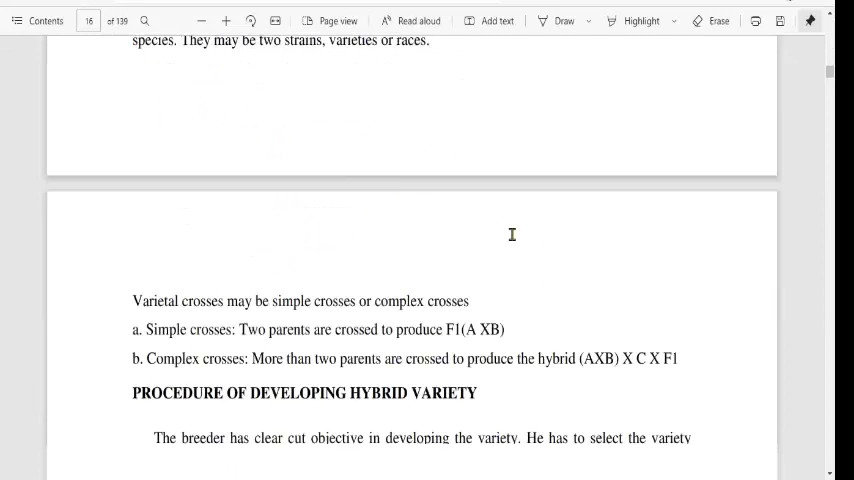 Contents 16 of 139 Page view Read aloud Add text Draw Highlight Erase
species. They may be two strains, varieties or races.
Varietal crosses may be simple crosses or complex crosses
a. Simple crosses: Two parents are crossed to produce F1(A XB)
b. Complex crosses: More than two parents are crossed to produce the hybrid (AXB) X C X F1
PROCEDURE OF DEVELOPING HYBRID VARIETY
The breeder has clear cut objective in developing the variety. He has to select the variety